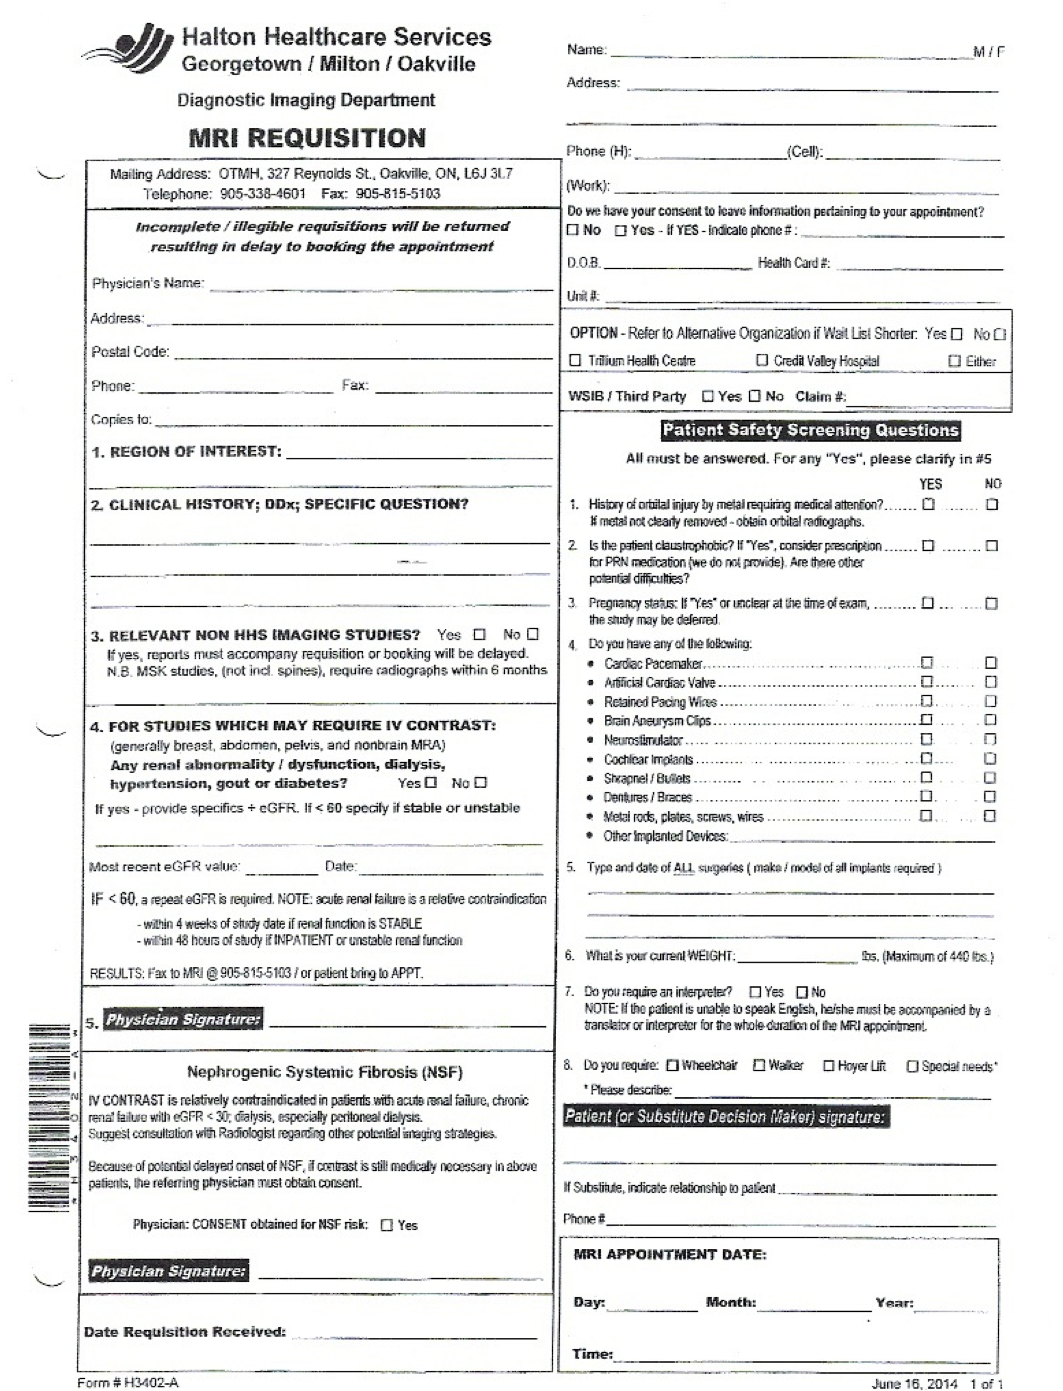 Halton Healthcare Services
Georgetown / Milton / Oakville
Diagnostic Imaging Department
MRI REQUISITION
Mailing Address: OTMH, 327 Reynolds St., Oakville, ON, L6J 3L7
Telephone: 905-338-4601 Fax: 905-815-5103
Incomplete / illegible requisitions will be returned
resulting in delay to booking the appointment
Physician's Name:
Address:
Postal Code:
Phone: Fax:
Copies to:
1. REGION OF INTEREST:
2. CLINICAL HISTORY; DDx; SPECIFIC QUESTION?
3. RELEVANT NON HHS IMAGING STUDIES? Yes ☐ No ☐
If yes, reports must accompany requisition or booking will be delayed.
N.B. MSK studies, (not incl. spines), require radiographs within 6 months
4. FOR STUDIES WHICH MAY REQUIRE IV CONTRAST:
(generally breast, abdomen, pelvis, and nonbrain MRA)
Any renal abnormality / dysfunction, dialysis,
hypertension, gout or diabetes? Yes ☐ No ☐
If yes - provide specifics + eGFR. If < 60 specify if stable or unstable
Most recent eGFR value: Date:
IF < 60, a repeat eGFR is required. NOTE: acute renal failure is a relative contraindication
- within 4 weeks of study date if renal function is STABLE
- within 48 hours of study if INPATIENT or unstable renal function
RESULTS: Fax to MRI @ 905-815-5103 / or patient bring to APPT.
5. Physician Signature:
Nephrogenic Systemic Fibrosis (NSF)
IV CONTRAST is relatively contraindicated in patients with acute renal failure, chronic
renal failure with eGFR < 30; dialysis, especially peritoneal dialysis.
Suggest consultation with Radiologist regarding other potential imaging strategies.
Because of potential delayed onset of NSF, if contrast is still medically necessary in above
patients, the referring physician must obtain consent.
Physician: CONSENT obtained for NSF risk: ☐ Yes
Physician Signature:
Date Requisition Received:
Form # H3402-A
Name: M / F
Address:
Phone (H): (Cell):
(Work):
Do we have your consent to leave information pertaining to your appointment?
☐ No ☐ Yes - if YES - indicate phone # :
D.O.B. Health Card #:
Unit #:
OPTION - Refer to Alternative Organization if Wait List Shorter: Yes ☐ No ☐
☐ Trillium Health Centre ☐ Credit Valley Hospital ☐ Either
WSIB / Third Party ☐ Yes ☐ No Claim #:
Patient Safety Screening Questions
All must be answered. For any "Yes", please clarify in #5
YES NO
1. History of orbital injury by metal requiring medical attention?....... ☐ ........ ☐
If metal not clearly removed - obtain orbital radiographs.
2. Is the patient claustrophobic? If "Yes", consider prescription ....... ☐ ........ ☐
for PRN medication (we do not provide). Are there other
potential difficulties?
3. Pregnancy status: If "Yes" or unclear at the time of exam, .......... ☐ ........ ☐
the study may be deferred.
4. Do you have any of the following:
• Cardiac Pacemaker ☐ ☐
• Artificial Cardiac Valve ☐ ☐
• Retained Pacing Wires ☐ ☐
• Brain Aneurysm Clips ☐ ☐
• Neurostimulator ☐ ☐
• Cochlear Implants ☐ ☐
• Shrapnel / Bullets ☐ ☐
• Dentures / Braces ☐ ☐
• Metal rods, plates, screws, wires ☐ ☐
• Other Implanted Devices:
5. Type and date of ALL surgeries ( make / model of all implants required )
6. What is your current WEIGHT: lbs. (Maximum of 440 lbs.)
7. Do you require an interpreter? ☐ Yes ☐ No
NOTE: If the patient is unable to speak English, he/she must be accompanied by a
translator or interpreter for the whole duration of the MRI appointment.
8. Do you require: ☐ Wheelchair ☐ Walker ☐ Hoyer Lift ☐ Special needs*
* Please describe:
Patient (or Substitute Decision Maker) signature:
If Substitute, indicate relationship to patient
Phone #
MRI APPOINTMENT DATE:
Day: Month: Year:
Time:
June 16, 2014 1 of 1